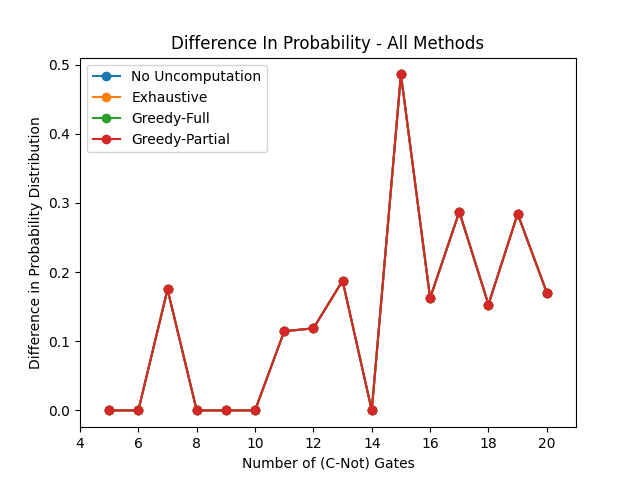 Difference In Probability - All Methods
No Uncomputation
Exhaustive
Greedy-Full
Greedy-Partial
Difference in Probability Distribution
0.5
0.4
0.3
0.2
0.1
0.0
4 6 8 10 12 14 16 18 20
Number of (C-Not) Gates